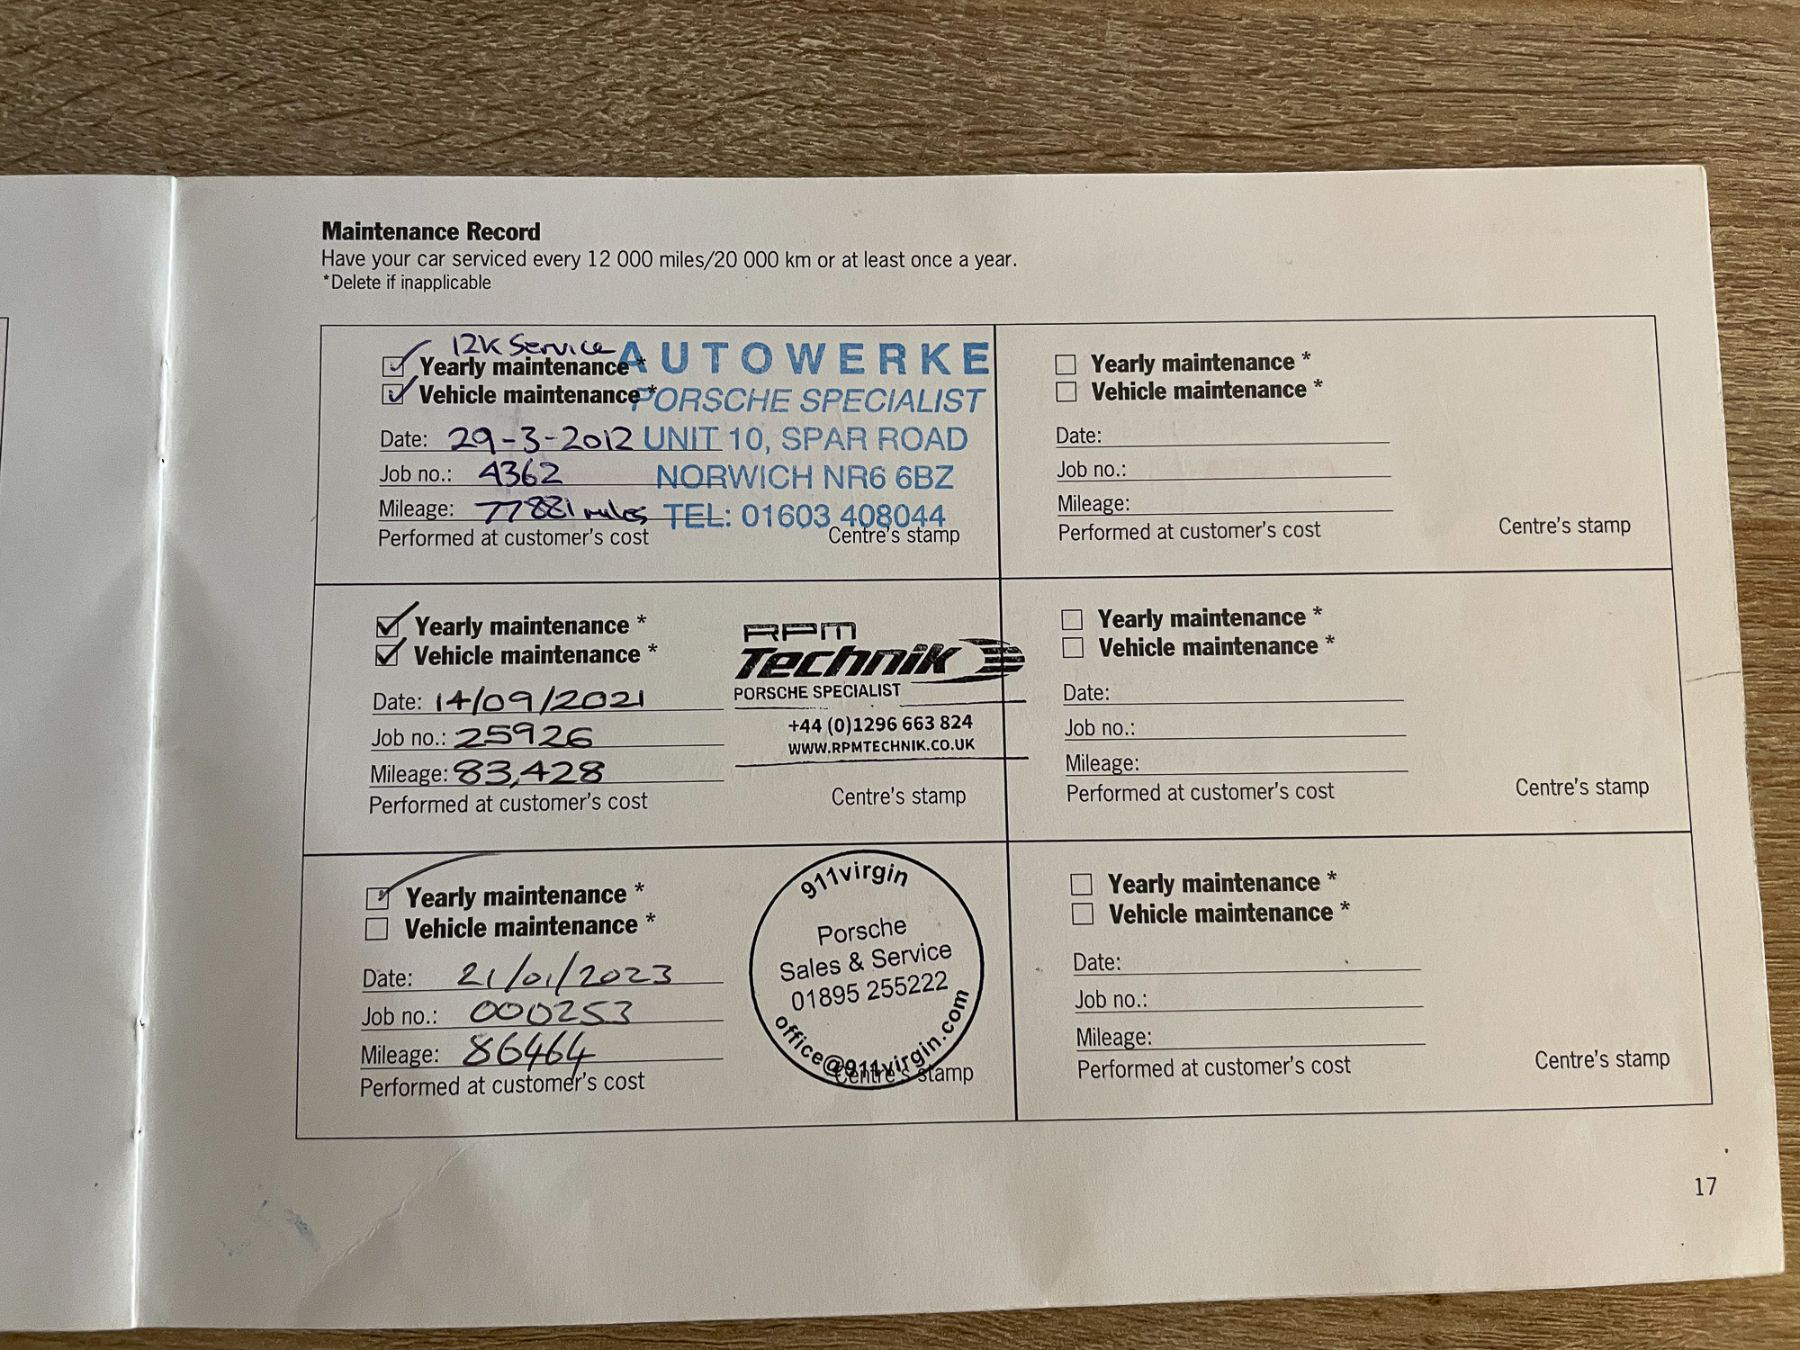 Maintenance Record
Have your car serviced every 12 000 miles/20 000 km or at least once a year.
*Delete if inapplicable
12K Service
Yearly maintenance *
Vehicle maintenance *
Date: 29-3-2012
Job no.: 4362
Mileage: 77881 miles
Performed at customer's cost
AUTOWERKE
PORSCHE SPECIALIST
UNIT 10, SPAR ROAD
NORWICH NR6 6BZ
TEL: 01603 408044
Centre's stamp
Yearly maintenance *
Vehicle maintenance *
Date:
Job no.:
Mileage:
Performed at customer's cost
Centre's stamp
Yearly maintenance *
Vehicle maintenance *
Date: 14/09/2021
Job no.: 25926
Mileage: 83,428
Performed at customer's cost
RPM
Technik
PORSCHE SPECIALIST
+44 (0)1296 663 824
WWW.RPMTECHNIK.CO.UK
Centre's stamp
Yearly maintenance *
Vehicle maintenance *
Date:
Job no.:
Mileage:
Performed at customer's cost
Centre's stamp
Yearly maintenance *
Vehicle maintenance *
Date: 21/01/2023
Job no.: 000253
Mileage: 86464
Performed at customer's cost
911virgin
Porsche
Sales & Service
01895 255222
office@911virgin.com
Centre's stamp
Yearly maintenance *
Vehicle maintenance *
Date:
Job no.:
Mileage:
Performed at customer's cost
Centre's stamp
17